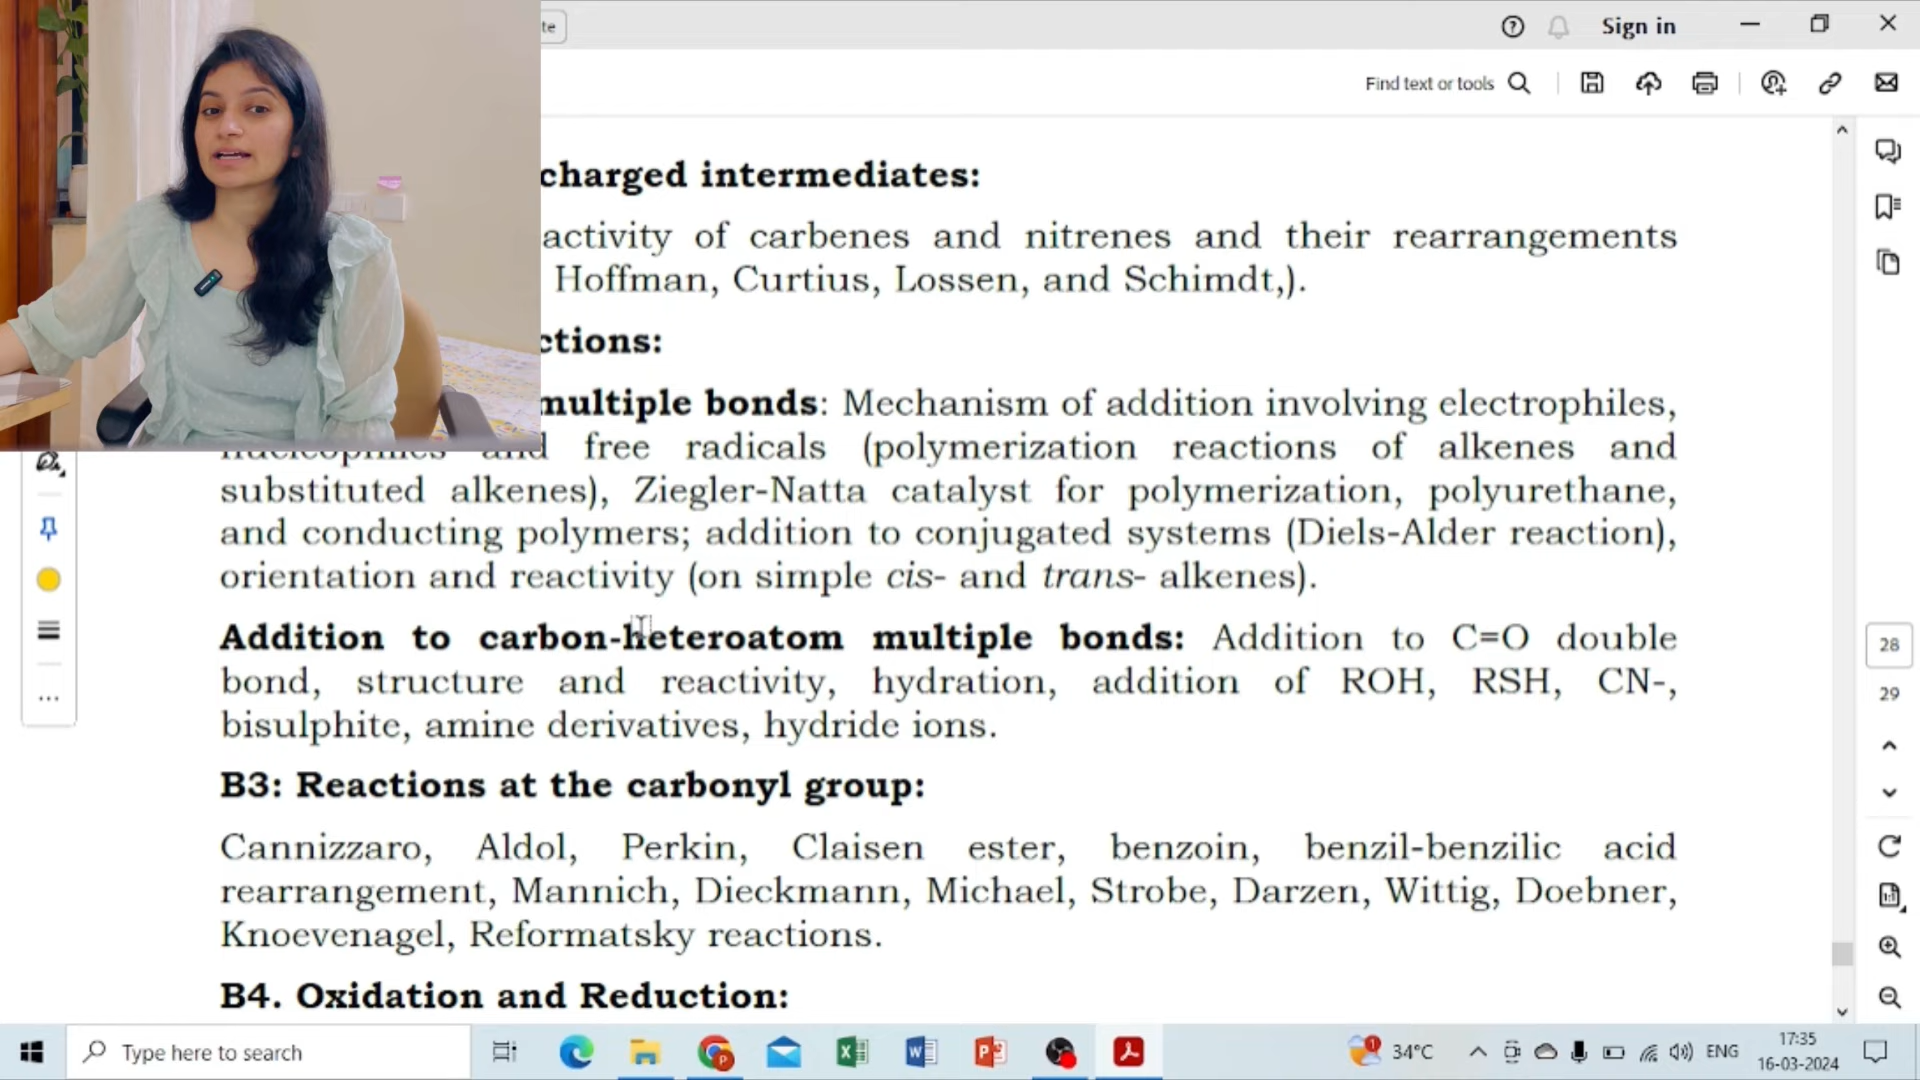 te
Sign in
Find text or tools
charged intermediates:
activity of carbenes and nitrenes and their rearrangements
Hoffman, Curtius, Lossen, and Schimdt,).
ctions:
multiple bonds: Mechanism of addition involving electrophiles,
nucleophiles and free radicals (polymerization reactions of alkenes and
substituted alkenes), Ziegler-Natta catalyst for polymerization, polyurethane,
and conducting polymers; addition to conjugated systems (Diels-Alder reaction),
orientation and reactivity (on simple cis- and trans- alkenes).
Addition to carbon-heteroatom multiple bonds: Addition to C=O double
bond, structure and reactivity, hydration, addition of ROH, RSH, CN-,
bisulphite, amine derivatives, hydride ions.
28
29
B3: Reactions at the carbonyl group:
Cannizzaro, Aldol, Perkin, Claisen ester, benzoin, benzil-benzilic acid
rearrangement, Mannich, Dieckmann, Michael, Strobe, Darzen, Wittig, Doebner,
Knoevenagel, Reformatsky reactions.
B4. Oxidation and Reduction:
Type here to search
34°C
ENG
17:35
16-03-2024